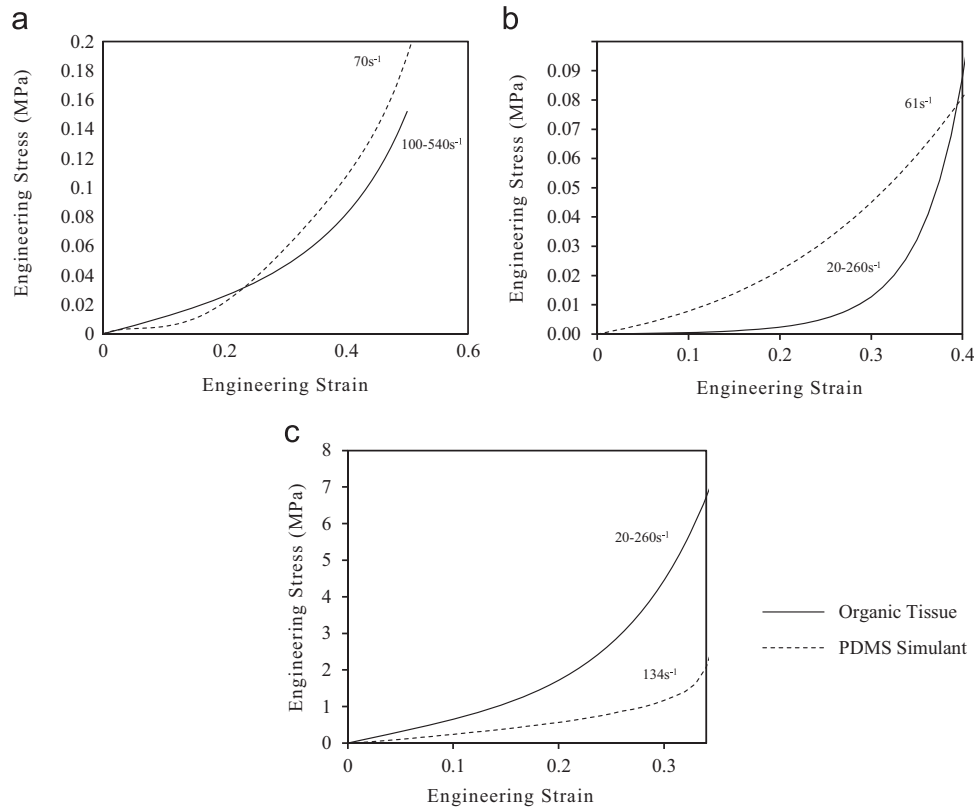 a
0.2
0.18
0.16
0.14
0.12
0.1
0.08
0.06
0.04
0.02
0
Engineering Stress (MPa)
70s-1
100-540s-1
0 0.2 0.4 0.6
Engineering Strain
b
0.09
0.08
0.07
0.06
0.05
0.04
0.03
0.02
0.01
0.00
Engineering Stress (MPa)
61s-1
20-260s-1
0 0.1 0.2 0.3 0.4
Engineering Strain
c
8
7
6
5
4
3
2
1
0
Engineering Stress (MPa)
20-260s-1
134s-1
0 0.1 0.2 0.3
Engineering Strain
Organic Tissue
PDMS Simulant